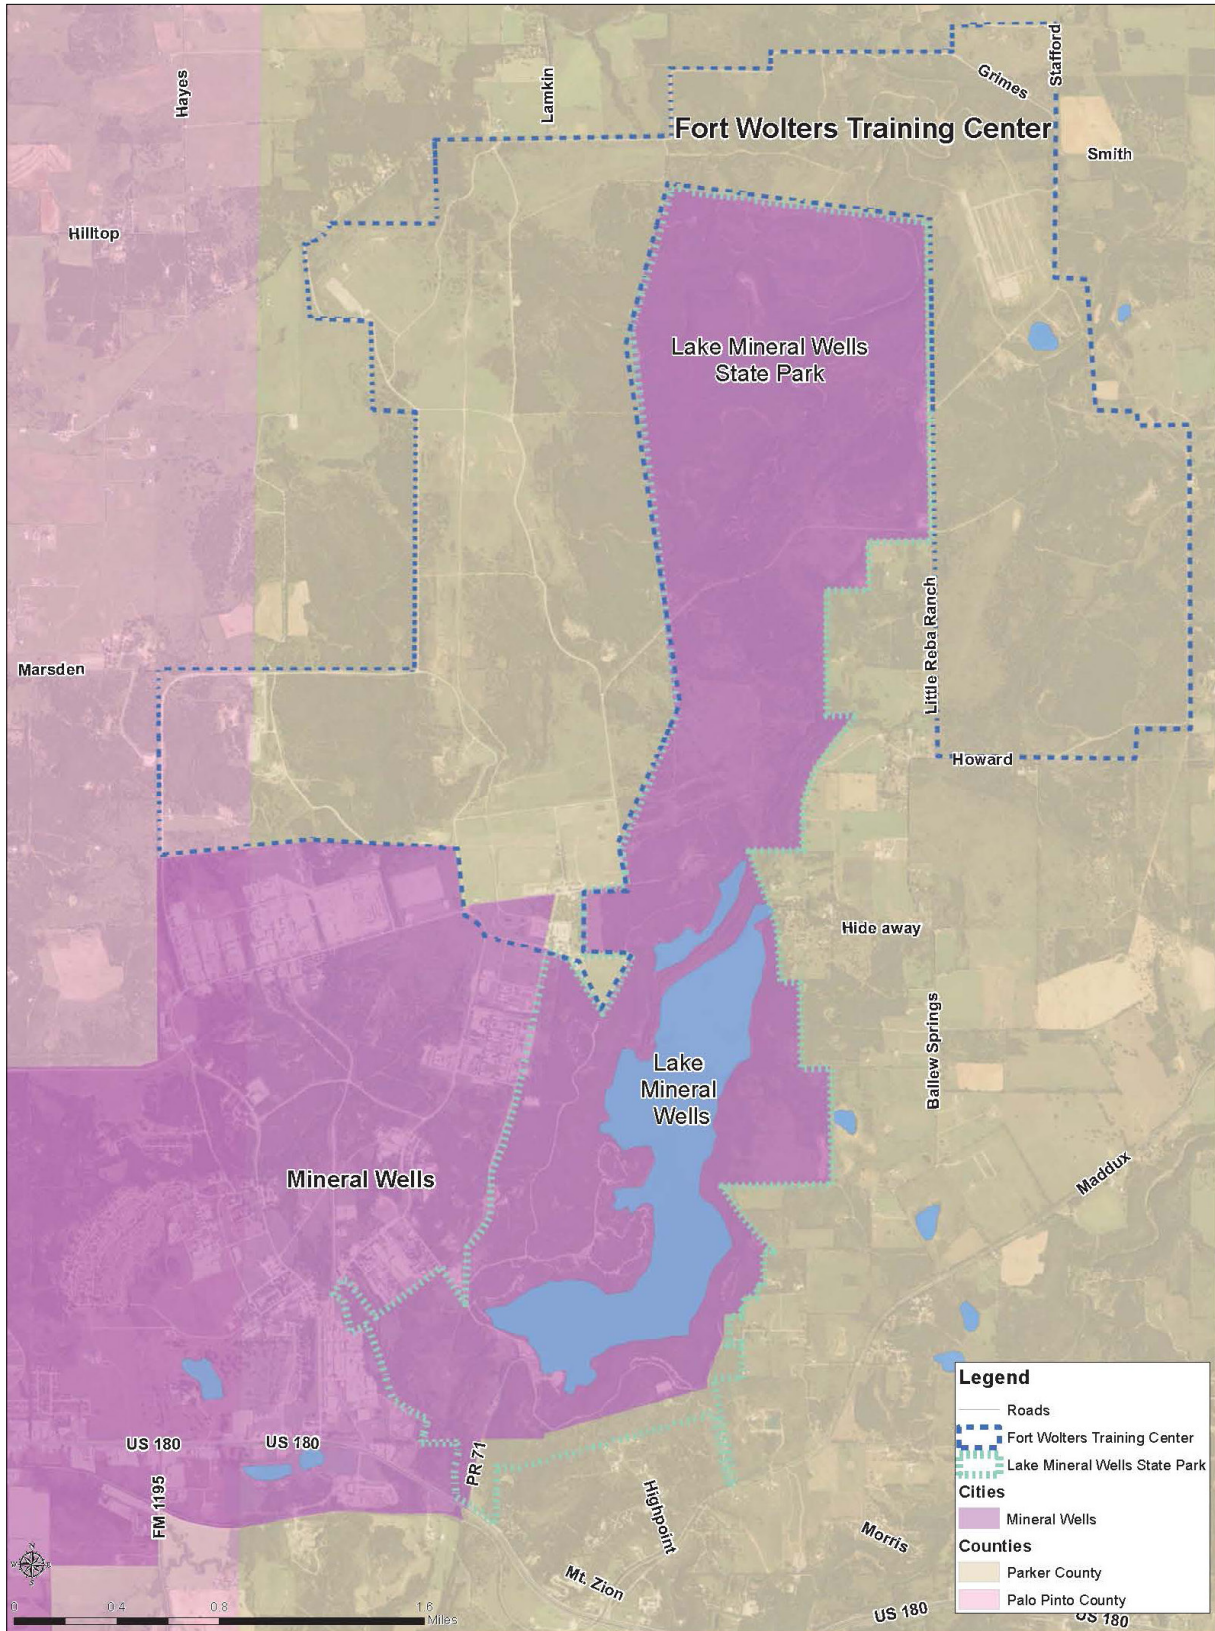 Hayes
Lamkin
Grimes
Stafford
Fort Wolters Training Center
Smith
Hilltop
Lake Mineral Wells
State Park
Little Reba Ranch
Marsden
Howard
Hide away
Ballew Springs
Lake
Mineral
Wells
Maddux
Mineral Wells
US 180
US 180
PR 71
FM 1195
Highpoint
Morris
Mt. Zion
US 180
US 180
N
W
E
S
0 0.4 0.8 1.6
Miles
Legend
Roads
Fort Wolters Training Center
Lake Mineral Wells State Park
Cities
Mineral Wells
Counties
Parker County
Palo Pinto County